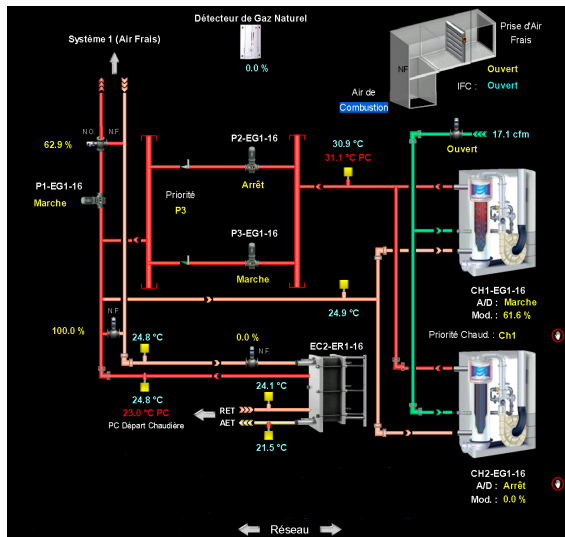 Détecteur de Gaz Naturel
0.0 %
Système 1 (Air Frais)
Prise d'Air
Frais
NF
Ouvert
IFC :
Ouvert
Air de
Combustion
N.O.
N.F.
62.9 %
P2-EG1-16
30.9 °C
31.1 °C PC
17.1 cfm
Ouvert
P1-EG1-16
Marche
Priorité
P3
Arrêt
P3-EG1-16
Marche
CH1-EG1-16
A/D : Marche
Mod. : 61.6 %
24.9 °C
N.F.
100.0 %
24.8 °C
0.0 %
N.F.
EC2-ER1-16
Priorité Chaud. : Ch1
24.8 °C
23.0 °C PC
PC Départ Chaudière
24.1 °C
RET
AET
21.5 °C
CH2-EG1-16
A/D : Arrêt
Mod. : 0.0 %
Réseau